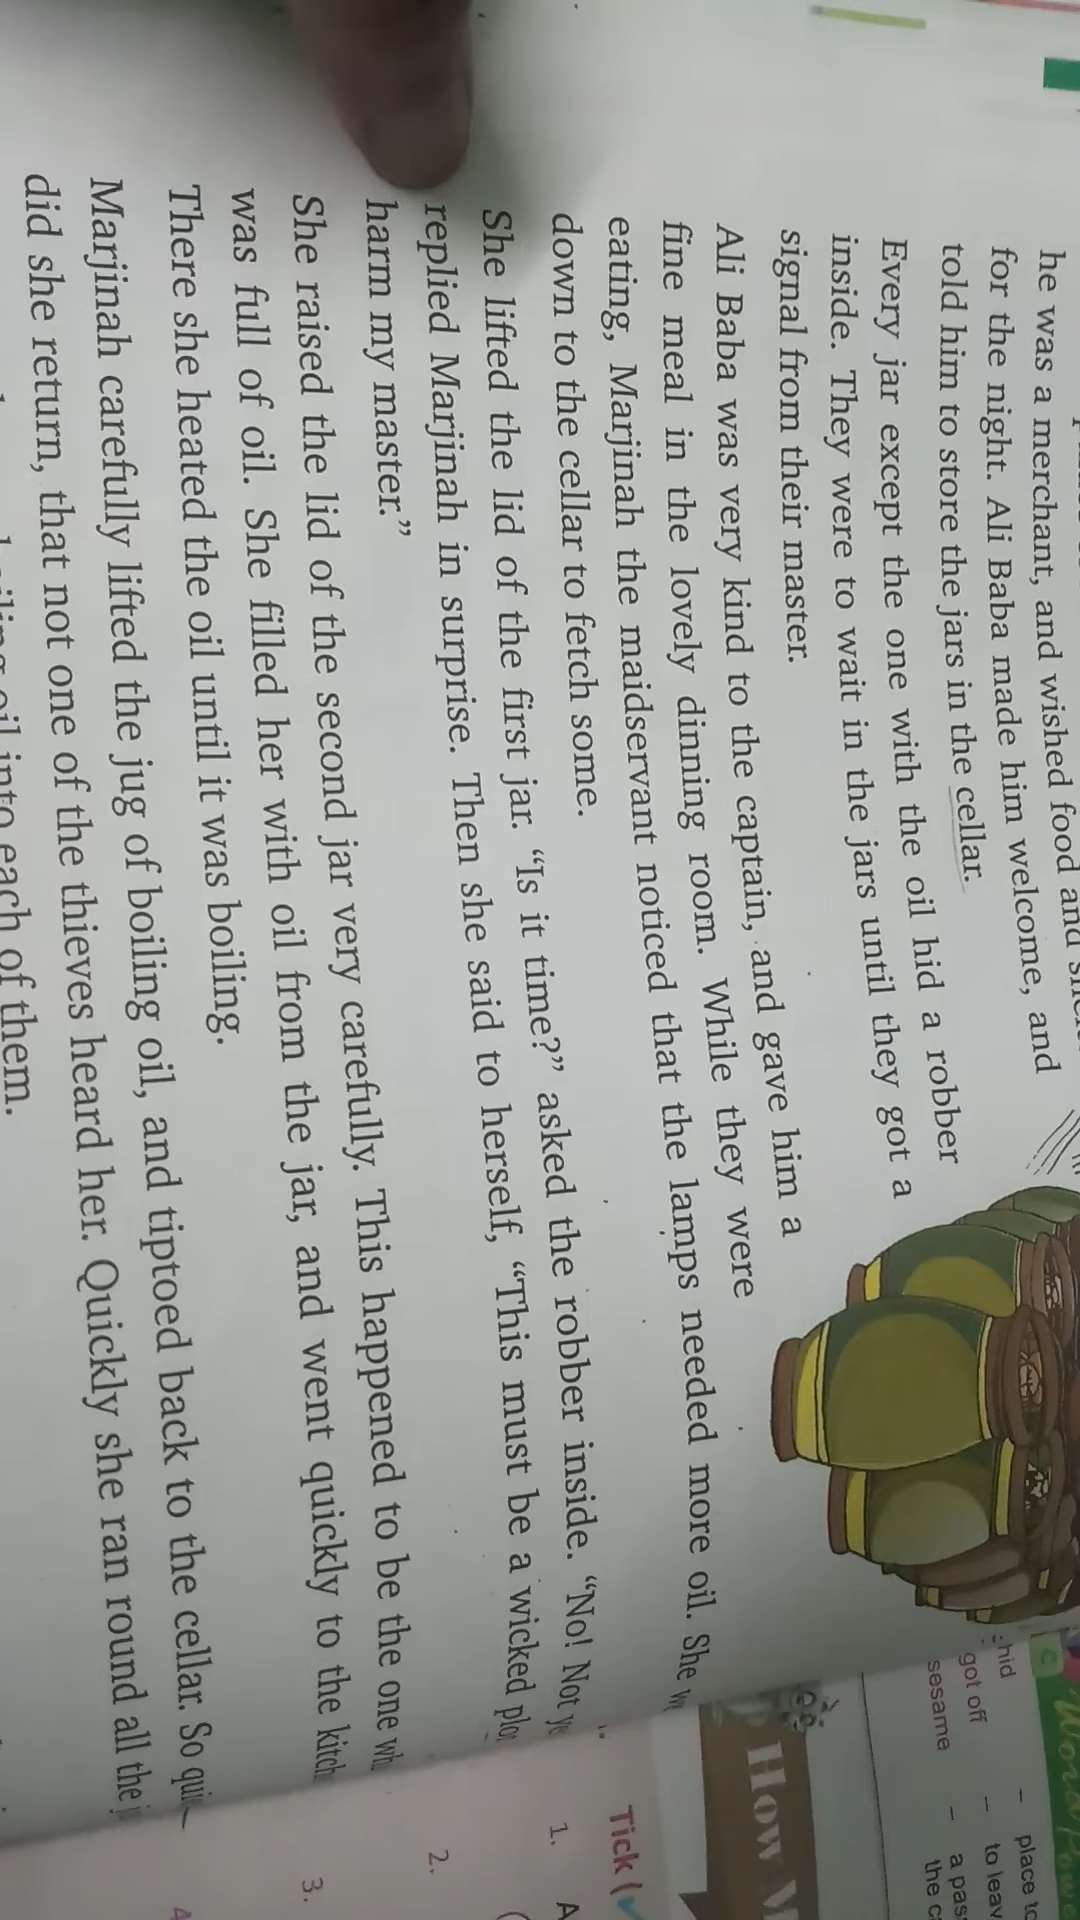 he was a merchant, and wished food and
for the night. Ali Baba made him welcome, and
told him to store the jars in the cellar.
Every jar except the one with the oil hid a robber
inside. They were to wait in the jars until they got a
signal from their master.
Ali Baba was very kind to the captain, and gave him a
fine meal in the lovely dinning room. While they were
eating, Marjinah the maidservant noticed that the lamps needed more oil. She
down to the cellar to fetch some.
She lifted the lid of the first jar. “Is it time?” asked the robber inside. “No! Not
replied Marjinah in surprise. Then she said to herself, “This must be a wicked
harm my master.”
She raised the lid of the second jar very carefully. This happened to be the one
was full of oil. She filled her with oil from the jar, and went quickly to the
There she heated the oil until it was boiling.
Marjinah carefully lifted the jug of boiling oil, and tiptoed back to the cellar. So
did she return, that not one of the thieves heard her. Quickly she ran round all the
oil into each of them.
C
Word
hid – place
got off – to
sesame – a
the
How
Tick (✓
1. A
2.
3.
4